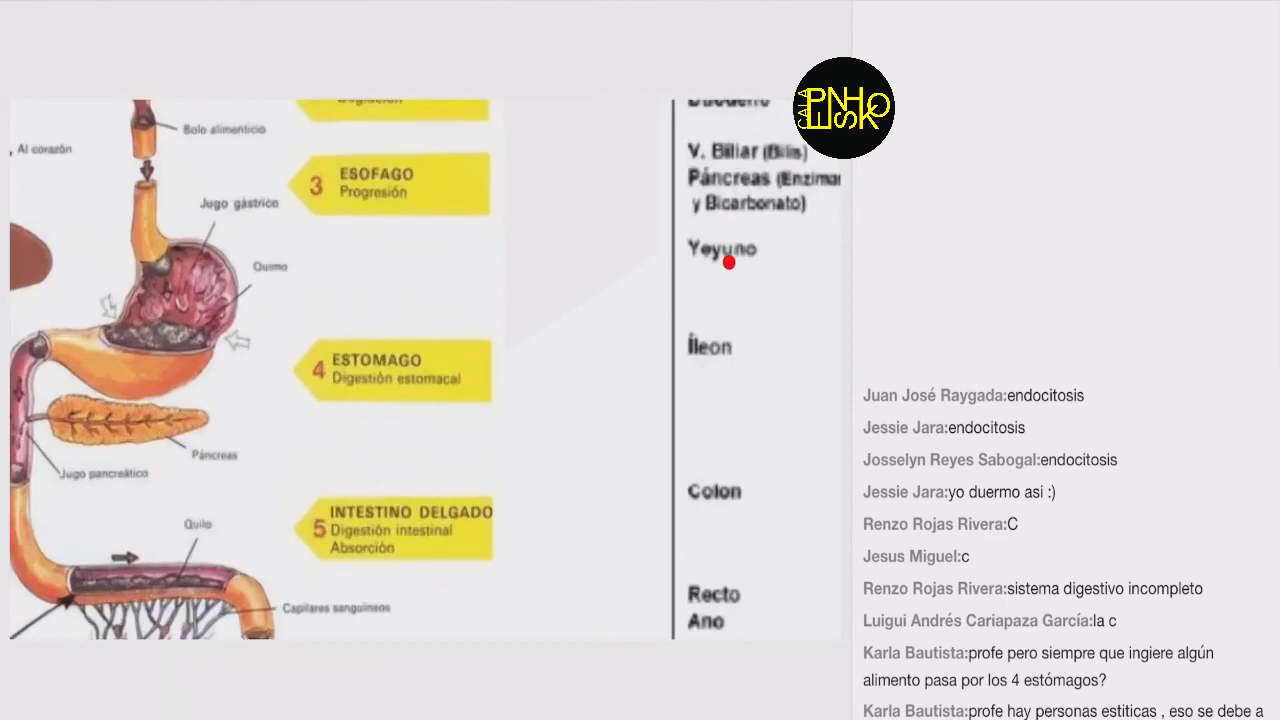 Bolo alimenticio
Al corazón
3 ESOFAGO
Progresión
Jugo gástrico
Quimo
4 ESTOMAGO
Digestión estomacal
Páncreas
Jugo pancreático
5 INTESTINO DELGADO
Digestión intestinal
Absorción
Quilo
Capilares sanguineos
V. Biliar (Bilis)
Páncreas (Enzimas
y Bicarbonato)
Yeyuno
Íleon
Colon
Recto
Ano
Juan José Raygada:endocitosis
Jessie Jara:endocitosis
Josselyn Reyes Sabogal:endocitosis
Jessie Jara:yo duermo asi :)
Renzo Rojas Rivera:C
Jesus Miguel:c
Renzo Rojas Rivera:sistema digestivo incompleto
Luigui Andrés Cariapaza García:la c
Karla Bautista:profe pero siempre que ingiere algún
alimento pasa por los 4 estómagos?
Karla Bautista:profe hay personas estiticas , eso se debe a